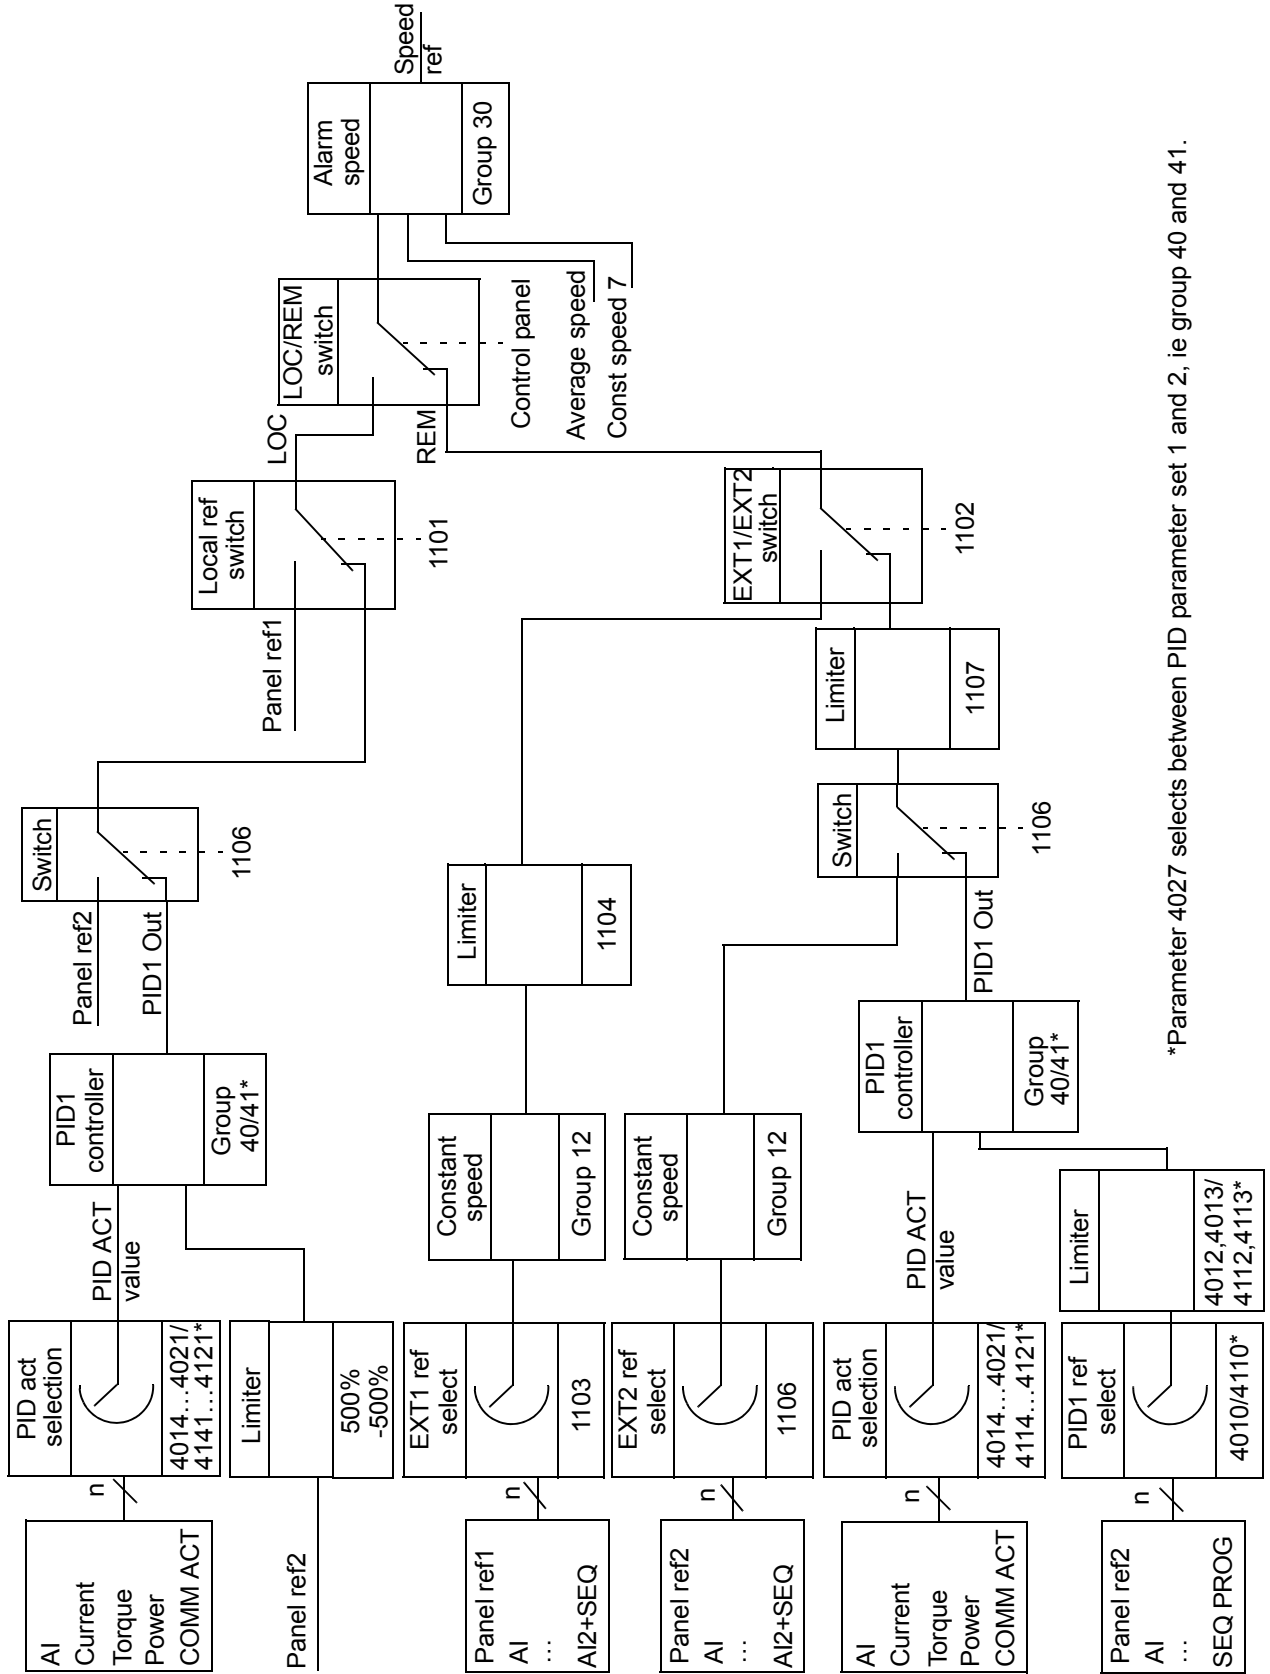 AI
Current
Torque
Power
COMM ACT
n
PID act
selection
4014…4021/
4141…4121*
PID ACT
value
PID1
controller
Group
40/41*
Panel ref2
PID1 Out
Switch
1106
Panel ref2
Limiter
500%
-500%
Panel ref1
Local ref
switch
1101
LOC
REM
LOC/REM
switch
Control panel
Average speed
Const speed 7
Alarm
speed
Group 30
Speed
ref
Panel ref1
AI
…
AI2+SEQ
n
EXT1 ref
select
1103
Constant
speed
Group 12
Limiter
1104
Panel ref2
AI
…
AI2+SEQ
n
EXT2 ref
select
1106
Constant
speed
Group 12
EXT1/EXT2
switch
1102
AI
Current
Torque
Power
COMM ACT
n
PID act
selection
4014…4021/
4114…4121*
PID ACT
value
PID1
controller
Group
40/41*
PID1 Out
Switch
1106
Limiter
1107
Panel ref2
AI
…
SEQ PROG
n
PID1 ref
select
4010/4110*
Limiter
4012,4013/
4112,4113*
*Parameter 4027 selects between PID parameter set 1 and 2, ie group 40 and 41.